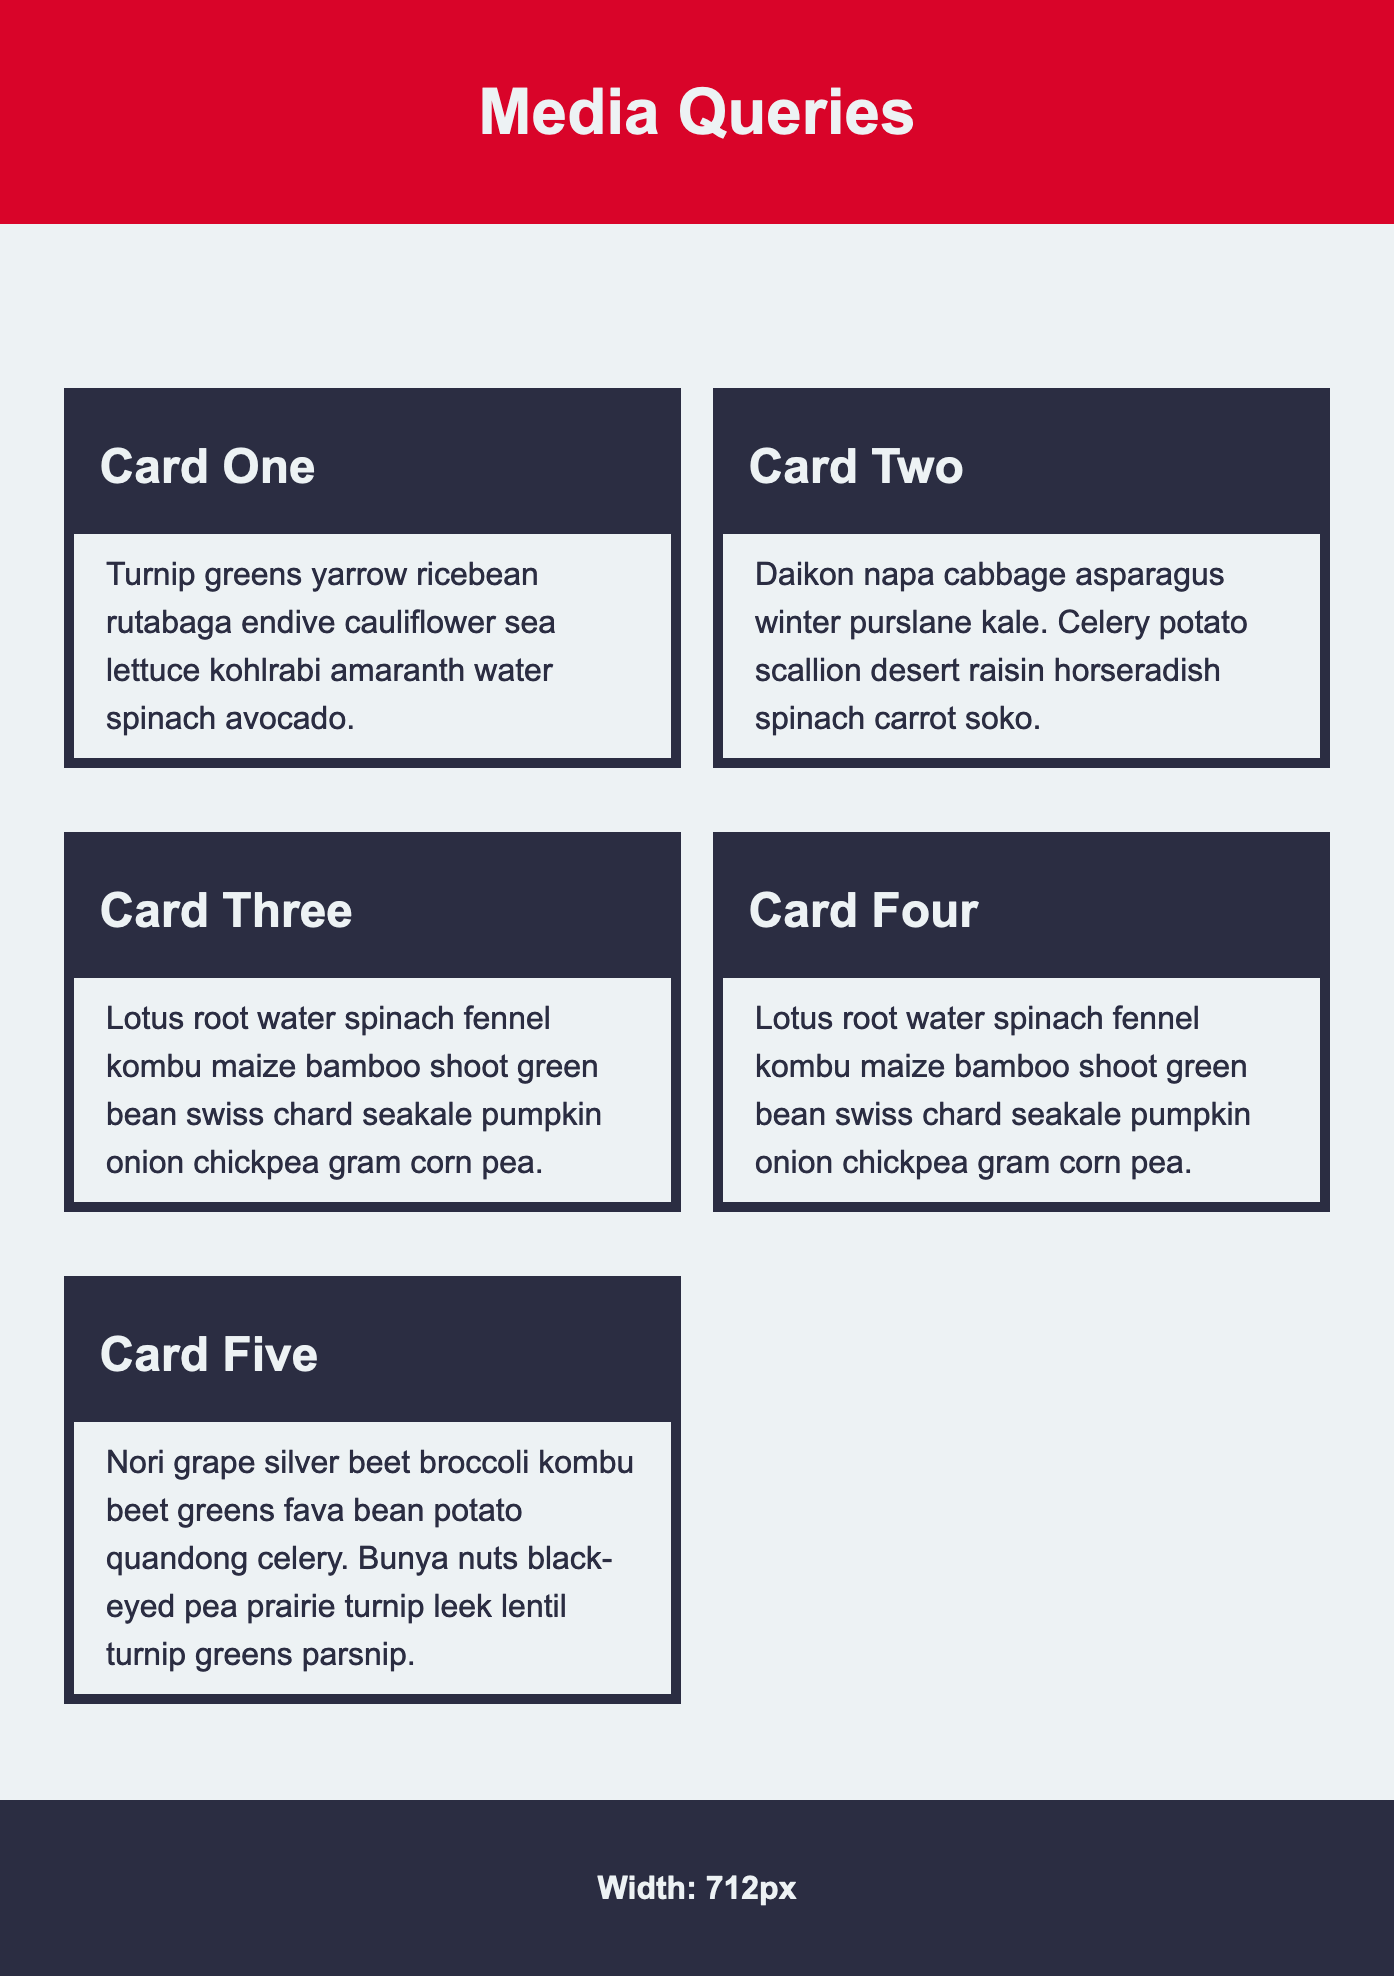 Media Queries
Card One
Turnip greens yarrow ricebean
rutabaga endive cauliflower sea
lettuce kohlrabi amaranth water
spinach avocado.
Card Two
Daikon napa cabbage asparagus
winter purslane kale. Celery potato
scallion desert raisin horseradish
spinach carrot soko.
Card Three
Lotus root water spinach fennel
kombu maize bamboo shoot green
bean swiss chard seakale pumpkin
onion chickpea gram corn pea.
Card Four
Lotus root water spinach fennel
kombu maize bamboo shoot green
bean swiss chard seakale pumpkin
onion chickpea gram corn pea.
Card Five
Nori grape silver beet broccoli kombu
beet greens fava bean potato
quandong celery. Bunya nuts black-
eyed pea prairie turnip leek lentil
turnip greens parsnip.
Width: 712px